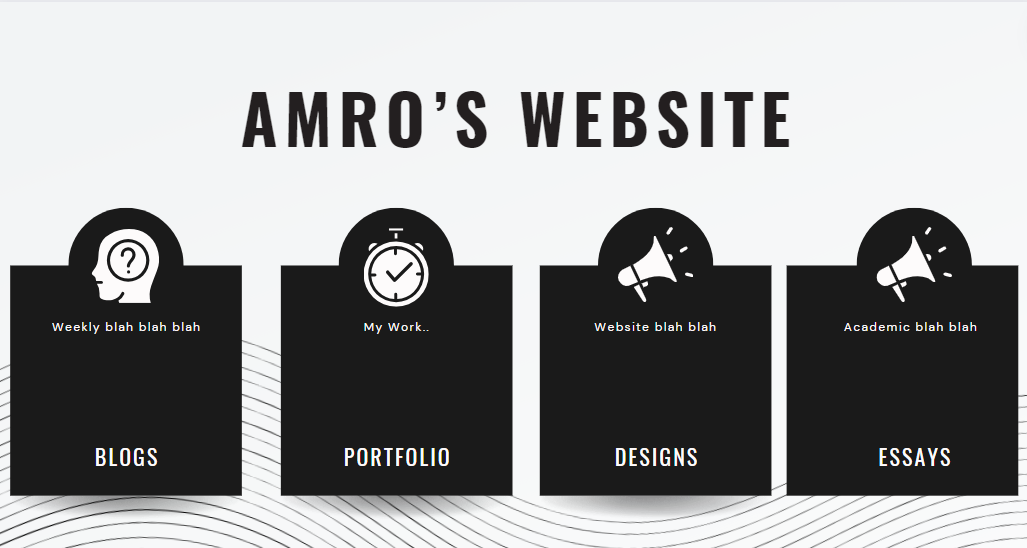 AMRO’S WEBSITE
?
Weekly blah blah blah
My Work..
Website blah blah
Academic blah blah
BLOGS
PORTFOLIO
DESIGNS
ESSAYS